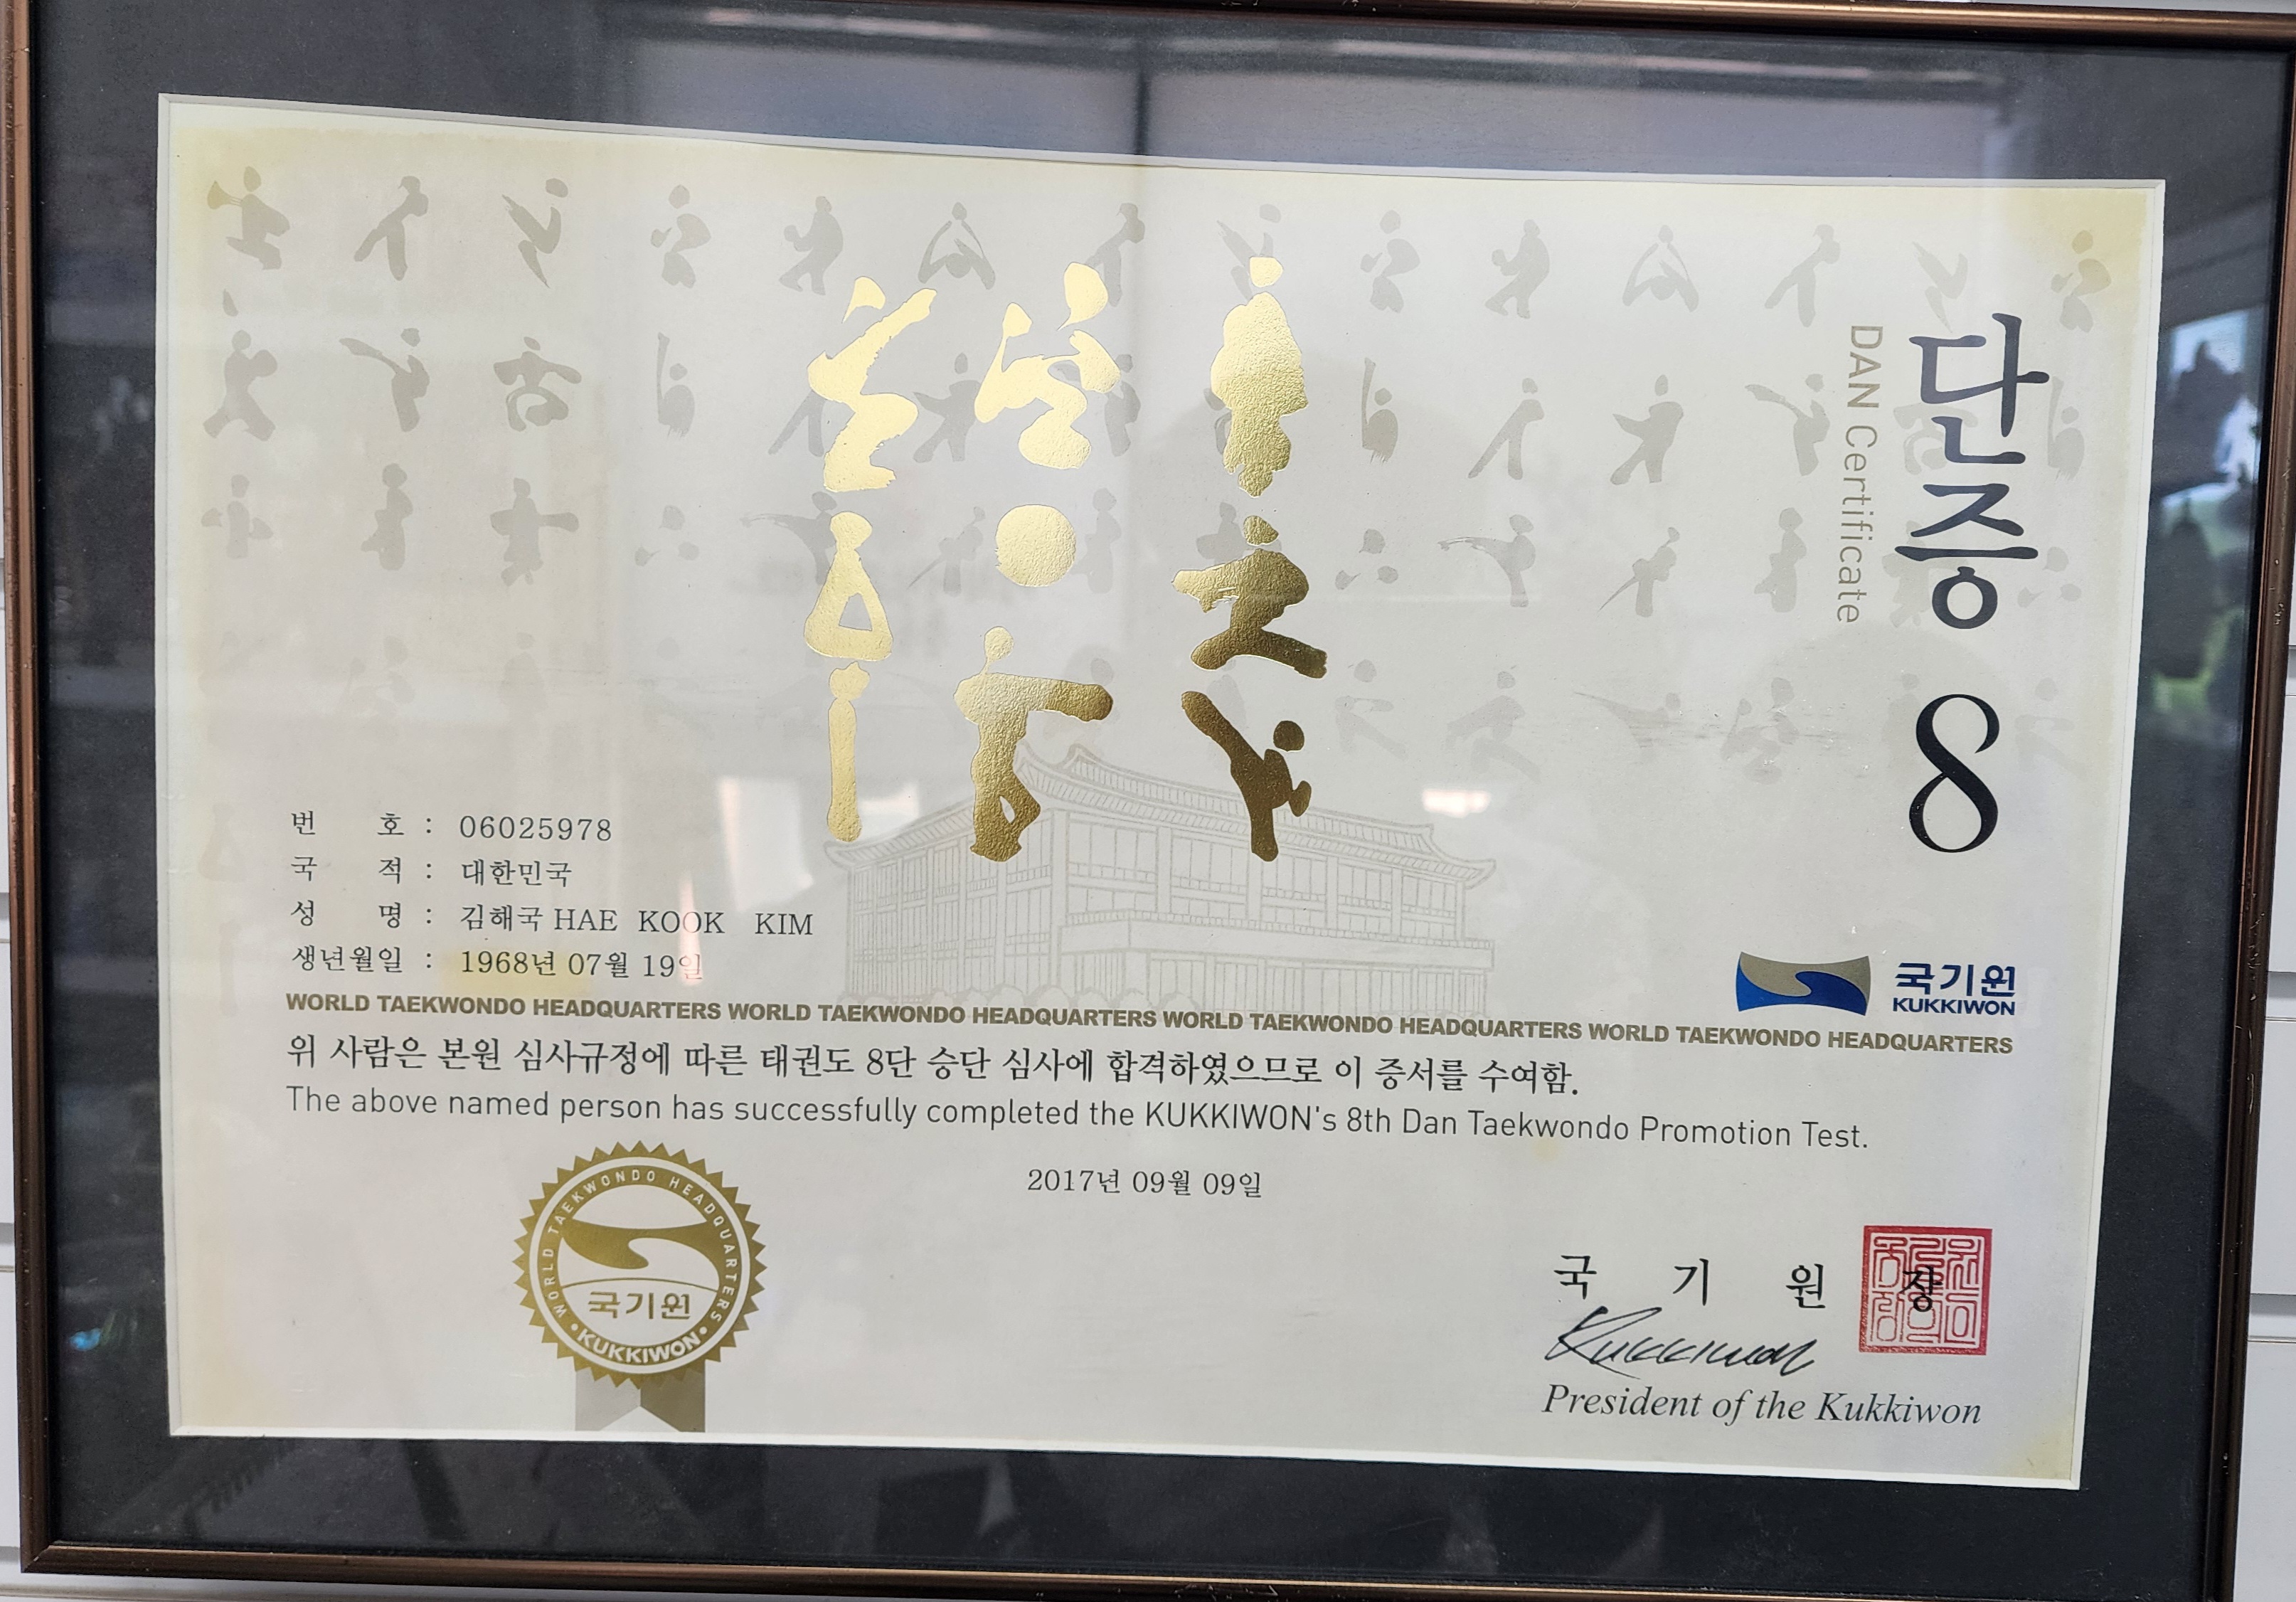 단증 8
DAN Certificate
번 호 : 06025978
국 적 : 대한민국
성 명 : 김해국 HAE KOOK KIM
생년월일 : 1968년 07월 19일
국기원
KUKKIWON
WORLD TAEKWONDO HEADQUARTERS WORLD TAEKWONDO HEADQUARTERS WORLD TAEKWONDO HEADQUARTERS WORLD TAEKWONDO HEADQUARTERS
위 사람은 본원 심사규정에 따른 태권도 8단 승단 심사에 합격하였으므로 이 증서를 수여함.
The above named person has successfully completed the KUKKIWON's 8th Dan Taekwondo Promotion Test.
2017년 09월 09일
WORLD TAEKWONDO HEADQUARTERS
국기원
KUKKIWON
국 기 원 장
Kukkiwon
President of the Kukkiwon